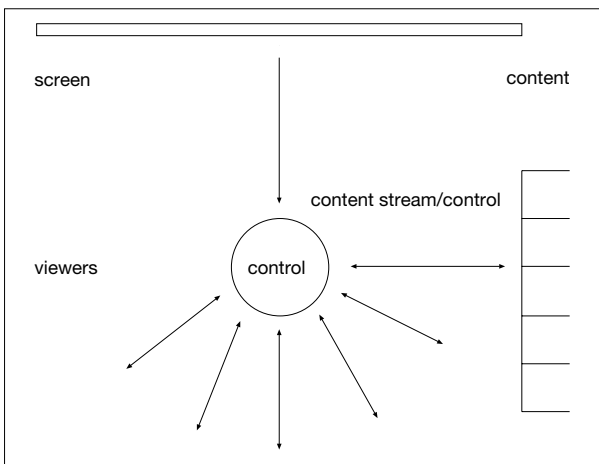 screen
content
content stream/control
viewers
control